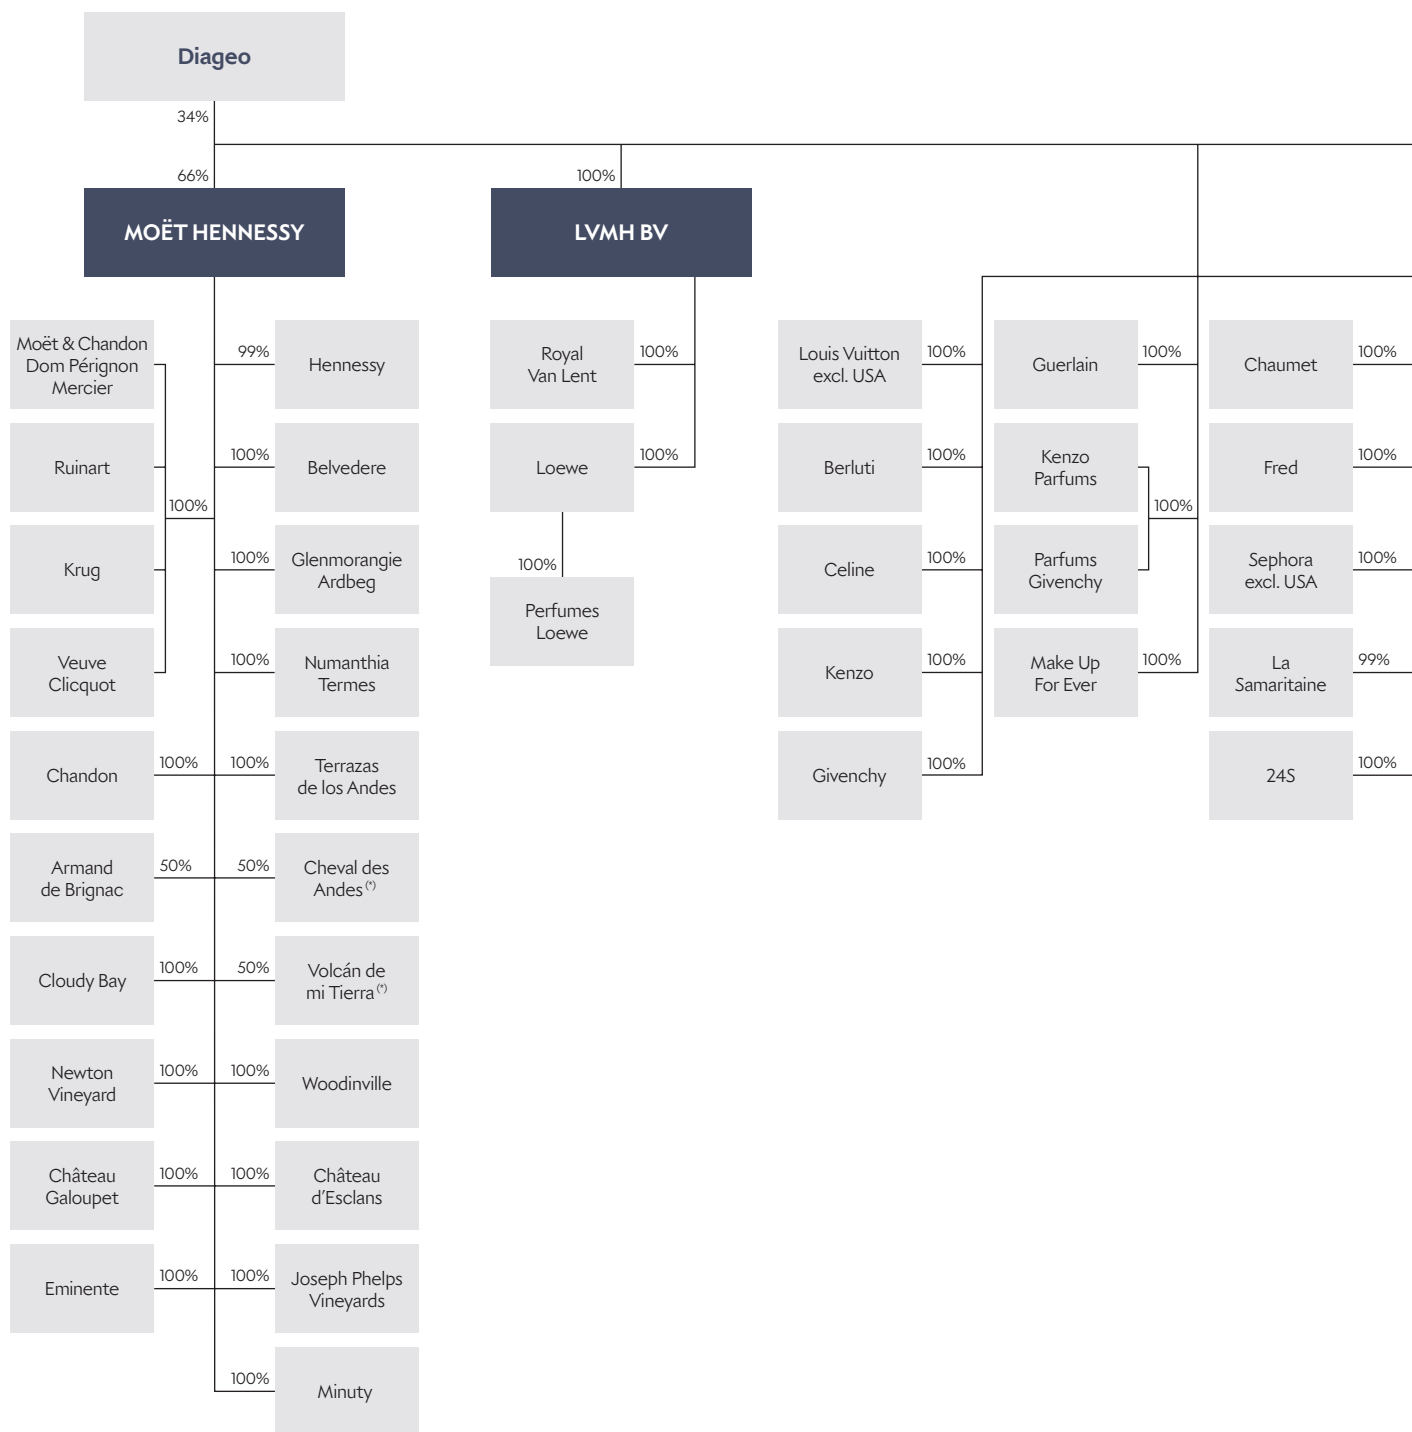 Diageo
34%
66%
100%
MOËT HENNESSY
LVMH BV
Moët & Chandon
Dom Pérignon
Mercier
99%
Hennessy
Ruinart
100%
Belvedere
100%
Krug
100%
Glenmorangie
Ardbeg
Veuve
Clicquot
100%
Numanthia
Termes
Chandon
100%
100%
Terrazas
de los Andes
Armand
de Brignac
50%
50%
Cheval des
Andes (*)
Cloudy Bay
100%
50%
Volcán de
mi Tierra (*)
Newton
Vineyard
100%
100%
Woodinville
Château
Galoupet
100%
100%
Château
d'Esclans
Eminente
100%
100%
Joseph Phelps
Vineyards
100%
Minuty
Royal
Van Lent
100%
Loewe
100%
100%
Perfumes
Loewe
Louis Vuitton
excl. USA
100%
Berluti
100%
Celine
100%
Kenzo
100%
Givenchy
100%
Guerlain
100%
Kenzo
Parfums
100%
Parfums
Givenchy
Make Up
For Ever
100%
Chaumet
100%
Fred
100%
Sephora
excl. USA
100%
La
Samaritaine
99%
24S
100%